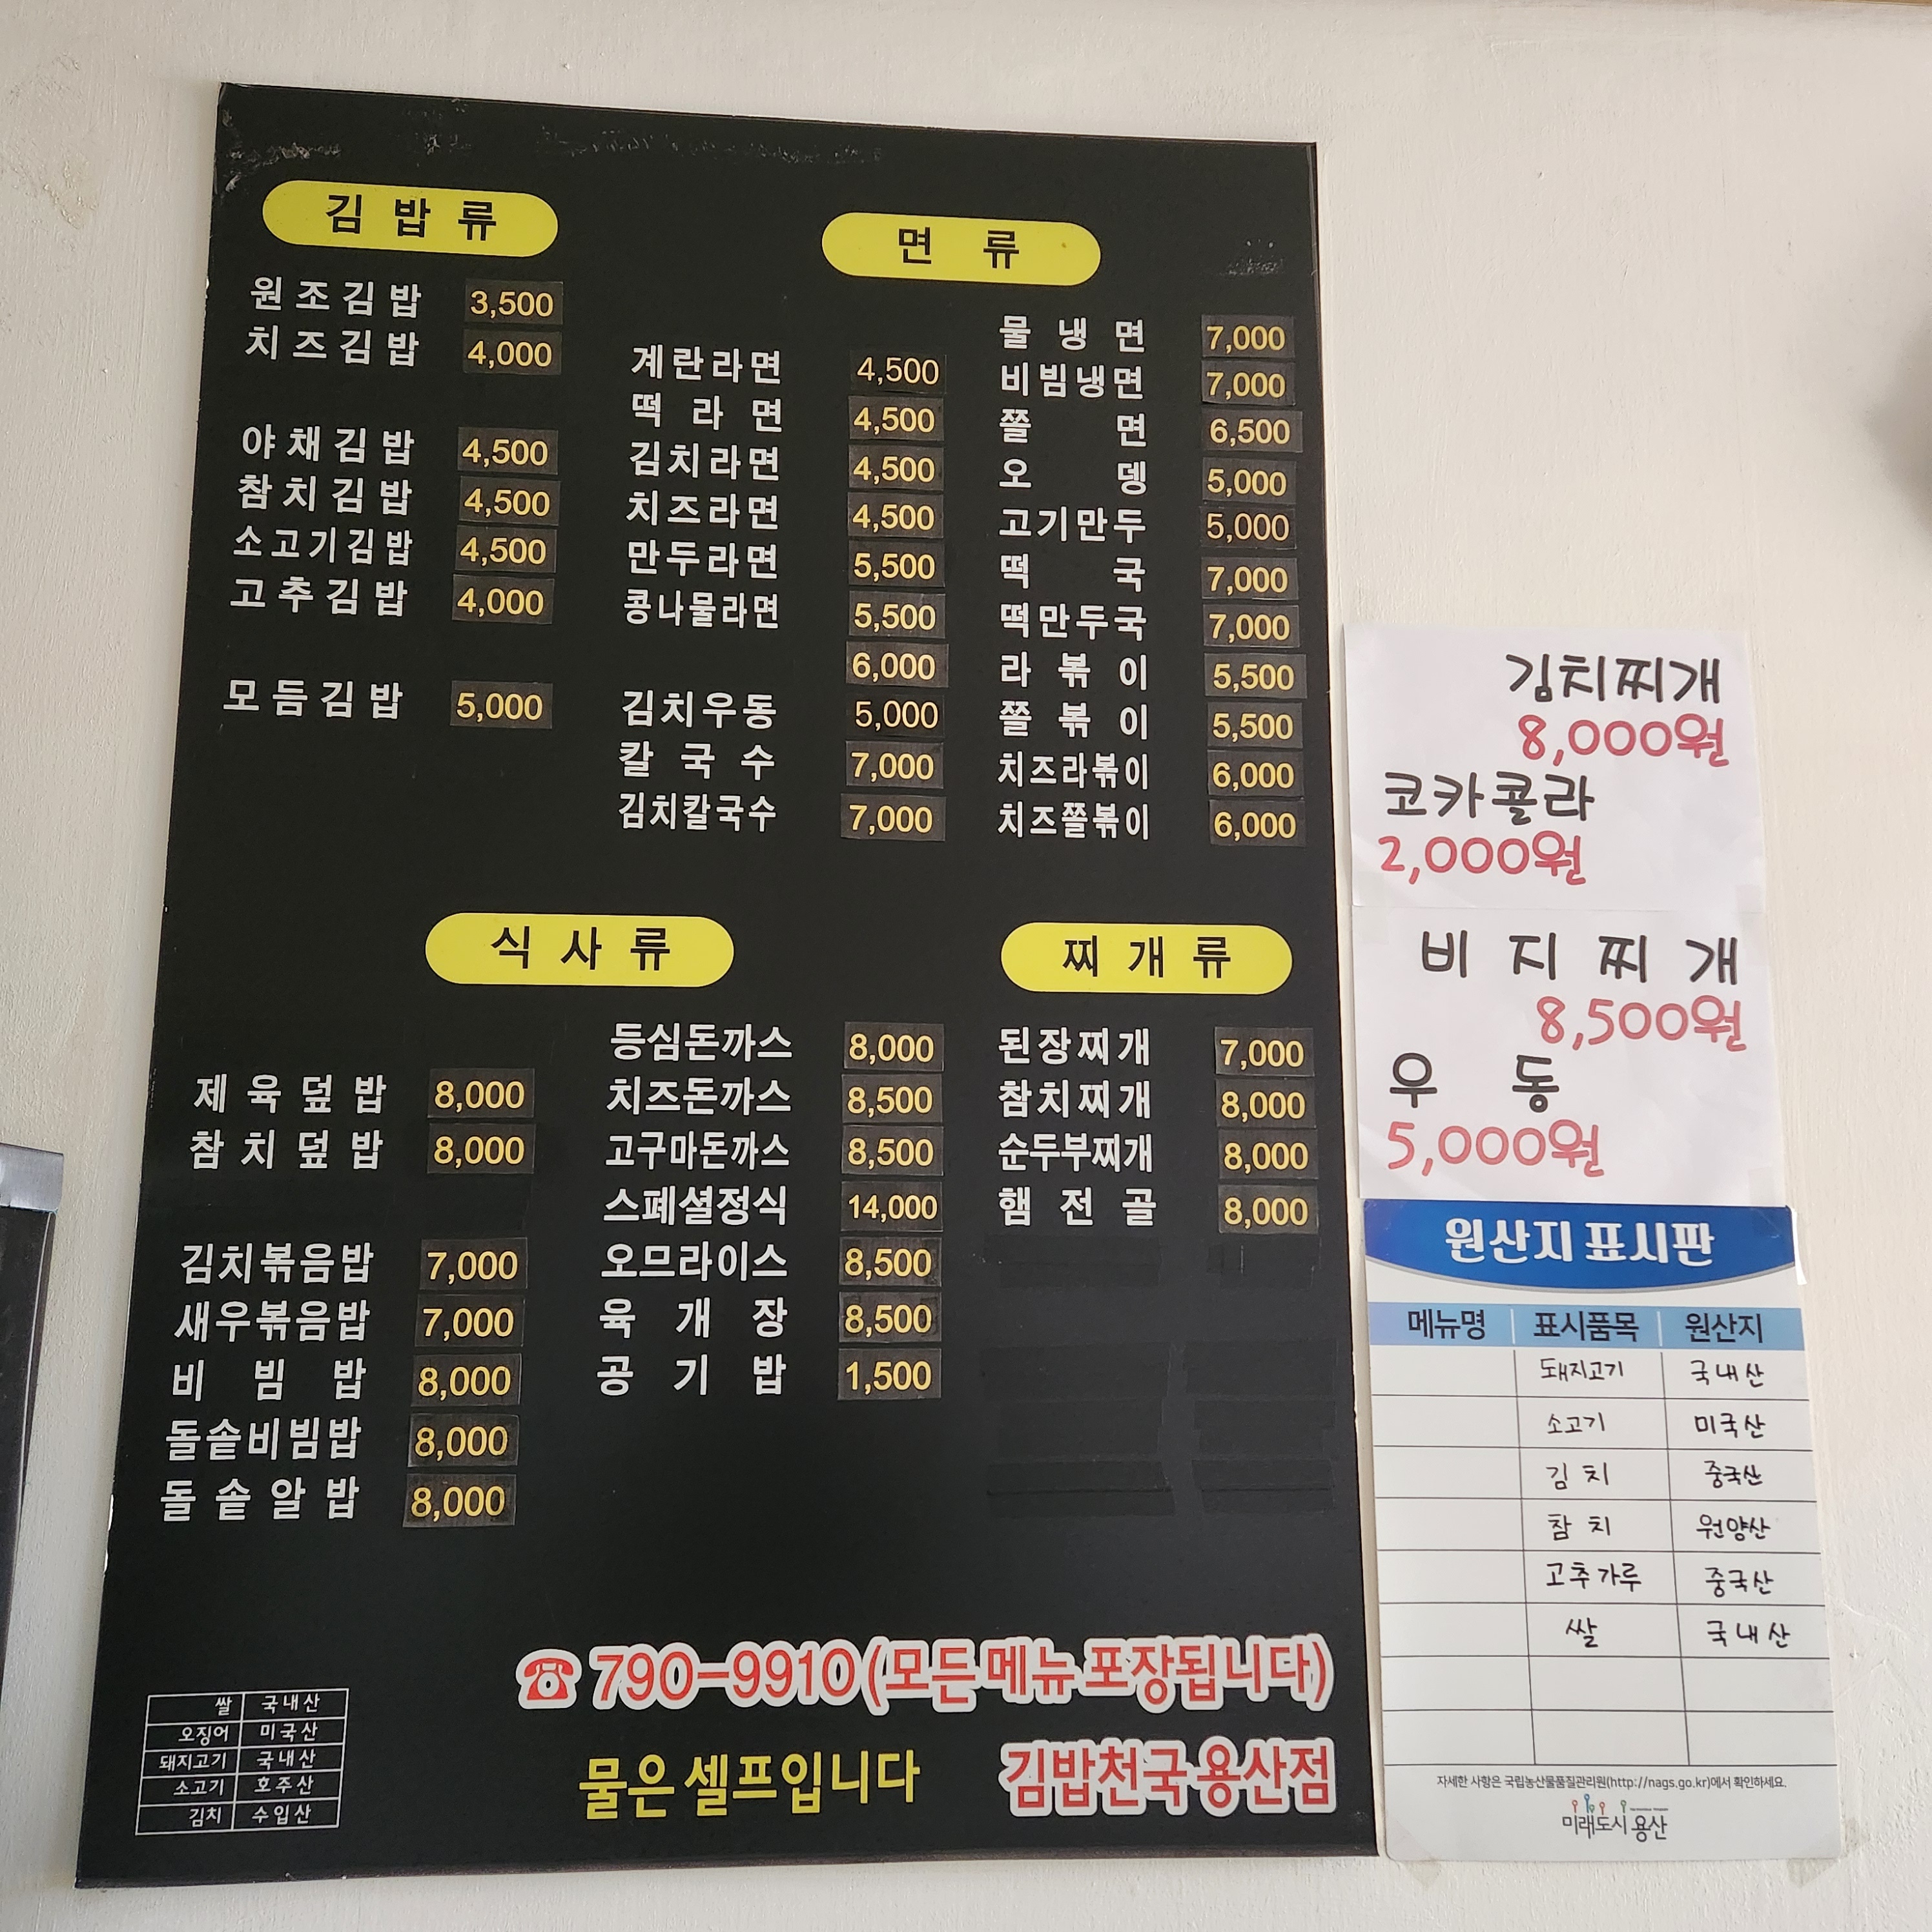 김밥류
원조김밥 3,500
치즈김밥 4,000
야채김밥 4,500
참치김밥 4,500
소고기김밥 4,500
고추김밥 4,000
모듬김밥 5,000
면류
계란라면 4,500
떡라면 4,500
김치라면 4,500
치즈라면 4,500
만두라면 5,500
콩나물라면 5,500
6,000
김치우동 5,000
칼국수 7,000
김치칼국수 7,000
물냉면 7,000
비빔냉면 7,000
쫄면 6,500
오뎅 5,000
고기만두 5,000
떡국 7,000
떡만두국 7,000
라볶이 5,500
쫄볶이 5,500
치즈라볶이 6,000
치즈쫄볶이 6,000
식사류
제육덮밥 8,000
참치덮밥 8,000
김치볶음밥 7,000
새우볶음밥 7,000
비빔밥 8,000
돌솥비빔밥 8,000
돌솥알밥 8,000
등심돈까스 8,000
치즈돈까스 8,500
고구마돈까스 8,500
스페셜정식 14,000
오므라이스 8,500
육개장 8,500
공기밥 1,500
찌개류
된장찌개 7,000
참치찌개 8,000
순두부찌개 8,000
햄전골 8,000
☎790-9910(모든메뉴 포장됩니다)
물은 셀프입니다
김밥천국 용산점
쌀 국내산
오징어 미국산
돼지고기 국내산
소고기 호주산
김치 수입산
김치찌개
8,000원
코카콜라
2,000원
비지찌개
8,500원
우동
5,000원
원산지 표시판
메뉴명 표시품목 원산지
돼지고기 국내산
소고기 미국산
김치 중국산
참치 원양산
고추가루 중국산
쌀 국내산
자세한 사항은 국립농산물품질관리원(http://nags.go.kr)에서 확인하세요.
미래도시 용산